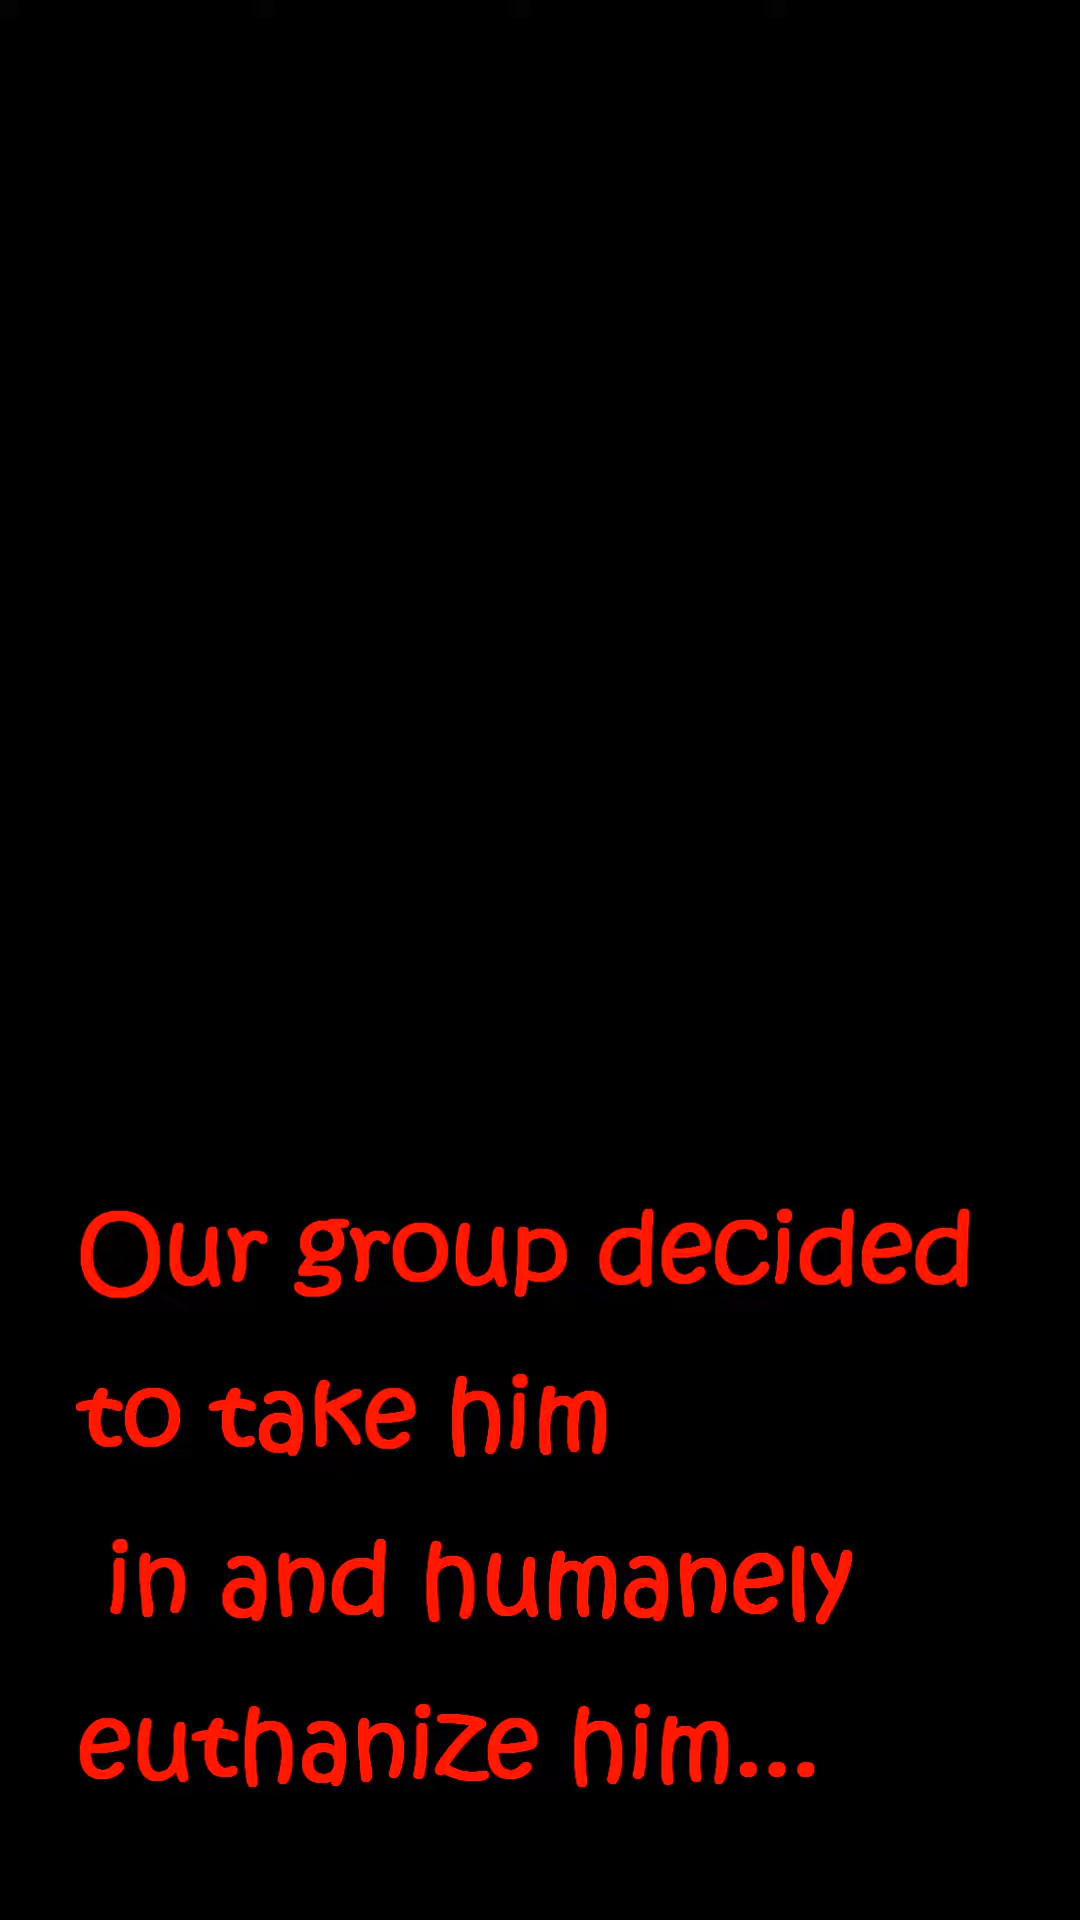 Our group decided
to take him
in and humanely
euthanize him...